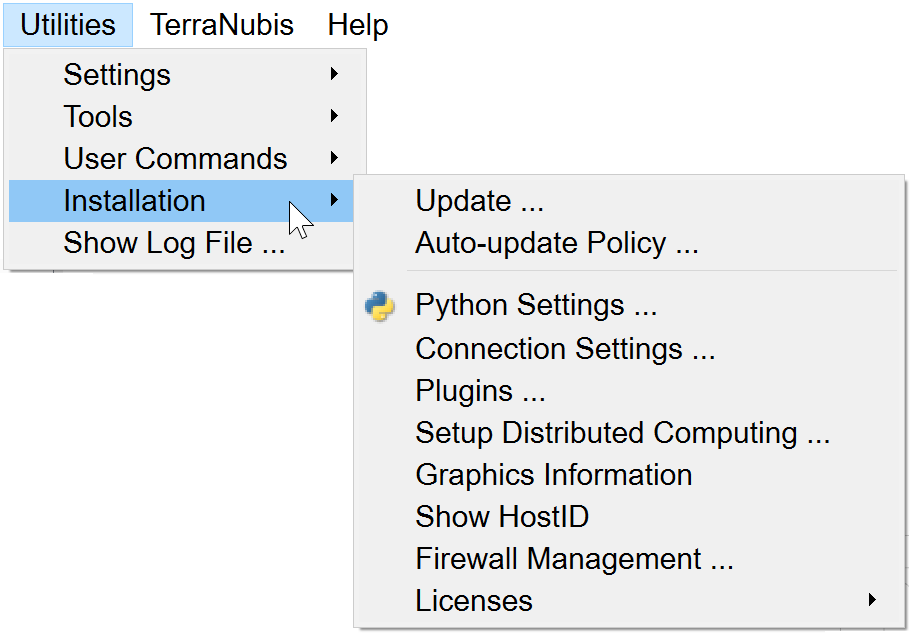 Utilities TerraNubis Help
Settings
Tools
User Commands
Installation
Show Log File ...
Update ...
Auto-update Policy ...
Python Settings ...
Connection Settings ...
Plugins ...
Setup Distributed Computing ...
Graphics Information
Show HostID
Firewall Management ...
Licenses